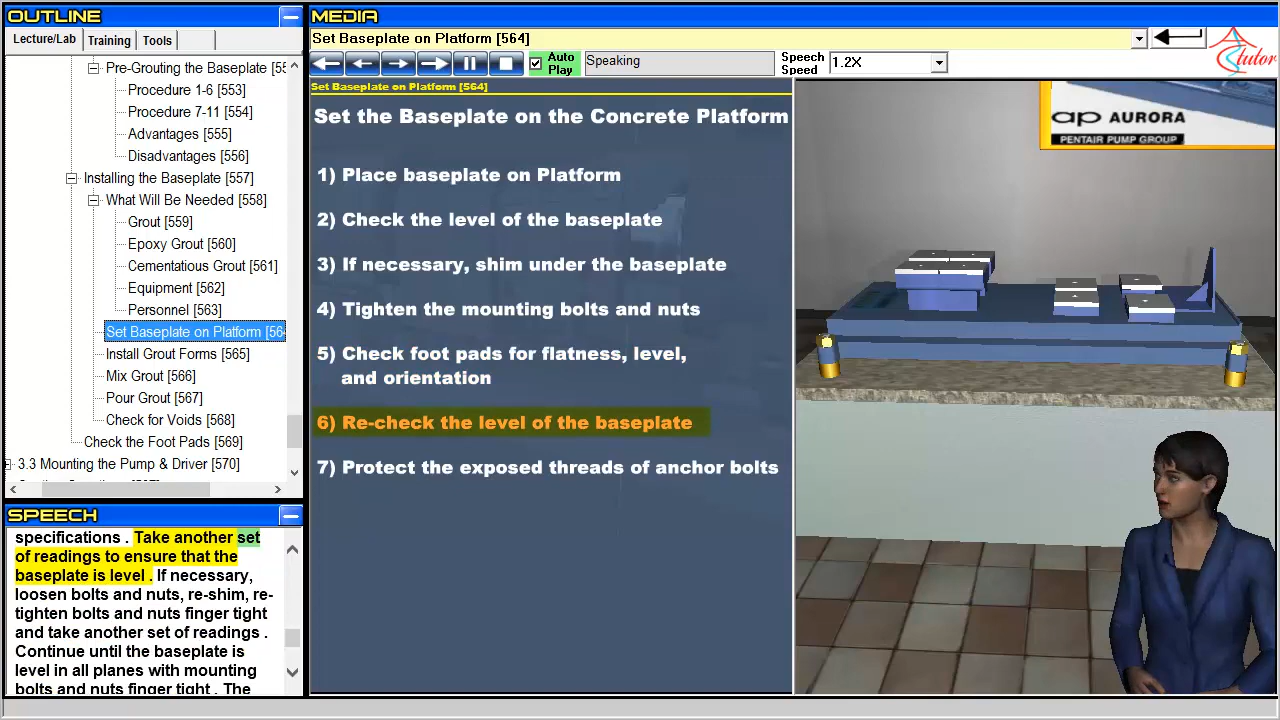 OUTLINE
Lecture/Lab
Training
Tools
Pre-Grouting the Baseplate [55
Procedure 1-6 [553]
Procedure 7-11 [554]
Advantages [555]
Disadvantages [556]
Installing the Baseplate [557]
What Will Be Needed [558]
Grout [559]
Epoxy Grout [560]
Cementatious Grout [561]
Equipment [562]
Personnel [563]
Set Baseplate on Platform [564
Install Grout Forms [565]
Mix Grout [566]
Pour Grout [567]
Check for Voids [568]
Check the Foot Pads [569]
3.3 Mounting the Pump & Driver [570]
SPEECH
specifications . Take another set
of readings to ensure that the
baseplate is level . If necessary,
loosen bolts and nuts, re-shim, re-
tighten bolts and nuts finger tight
and take another set of readings .
Continue until the baseplate is
level in all planes with mounting
bolts and nuts finger tight . The
MEDIA
Set Baseplate on Platform [564]
Auto
Play
Speaking
Speech
Speed
1.2X
tutor
Set Baseplate on Platform [564]
Set the Baseplate on the Concrete Platform
1) Place baseplate on Platform
2) Check the level of the baseplate
3) If necessary, shim under the baseplate
4) Tighten the mounting bolts and nuts
5) Check foot pads for flatness, level,
and orientation
6) Re-check the level of the baseplate
7) Protect the exposed threads of anchor bolts
ap AURORA
PENTAIR PUMP GROUP